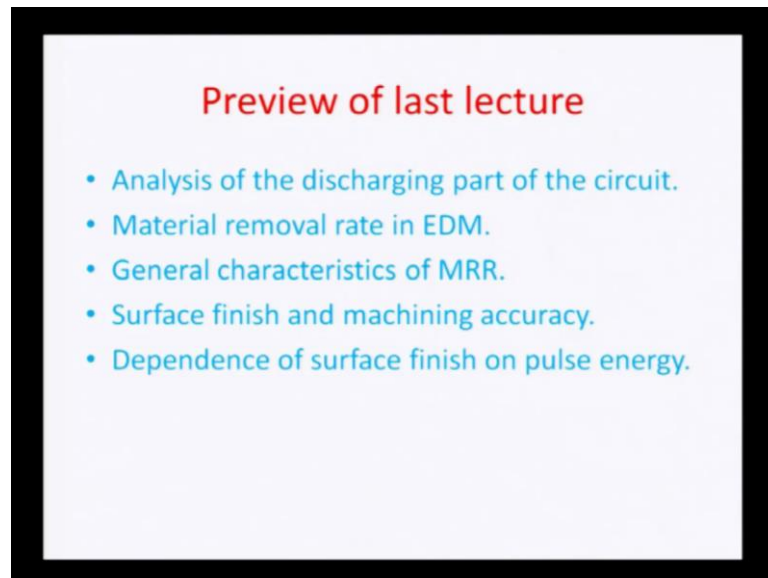 Preview of last lecture
• Analysis of the discharging part of the circuit.
• Material removal rate in EDM.
• General characteristics of MRR.
• Surface finish and machining accuracy.
• Dependence of surface finish on pulse energy.